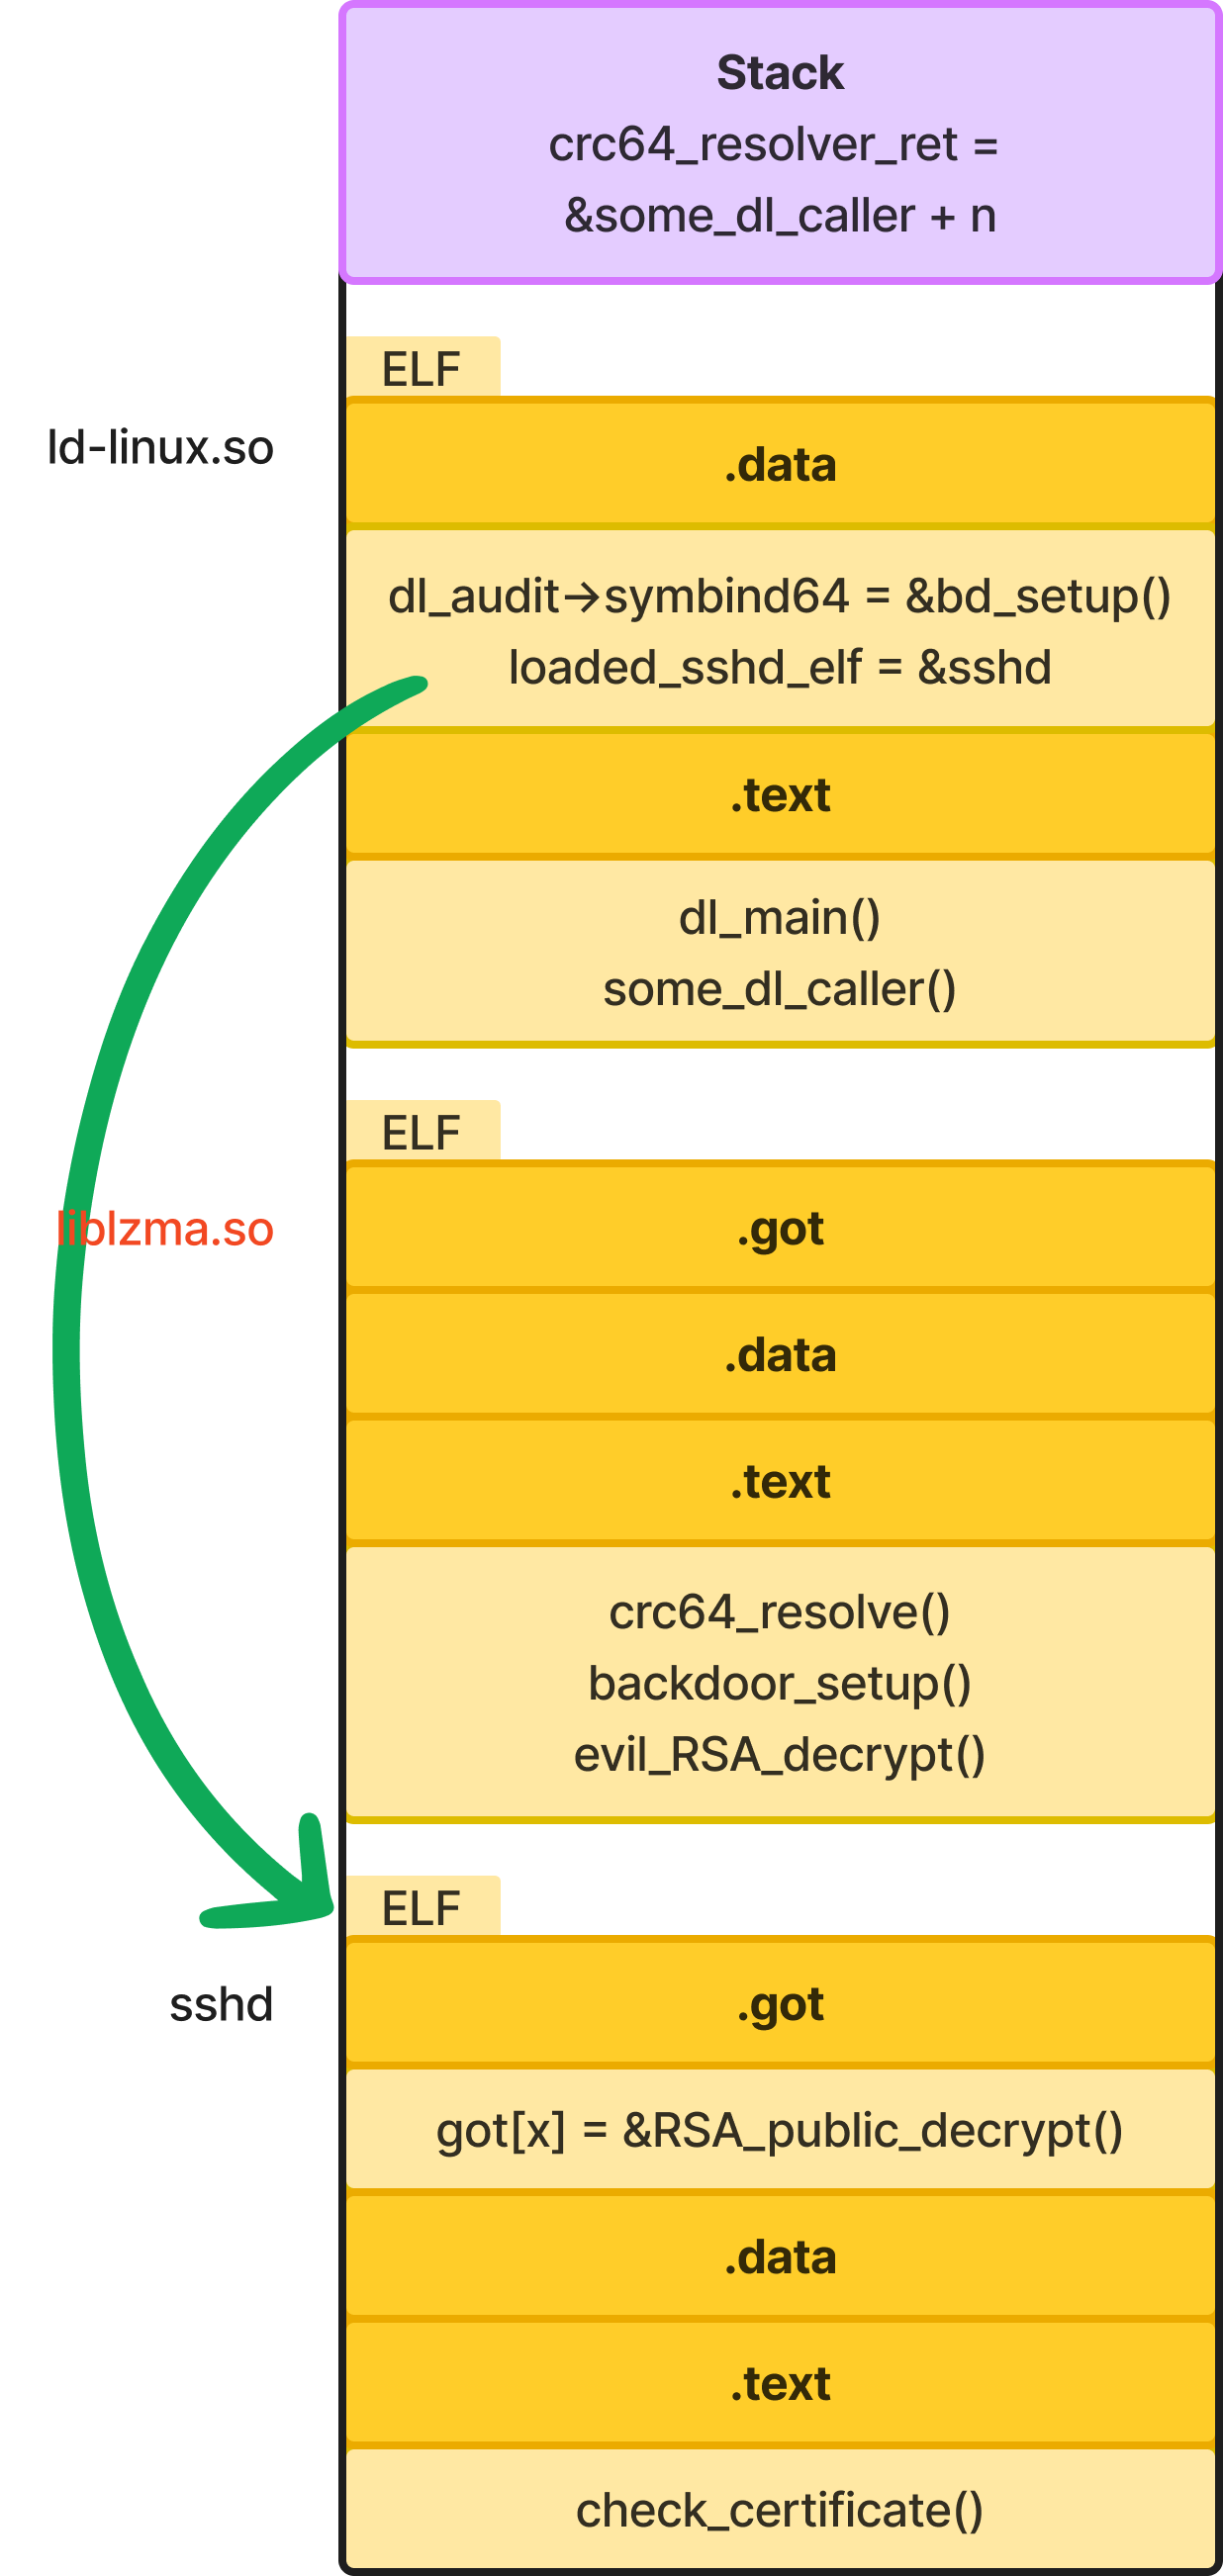 Stack
crc64_resolver_ret =
&some_dl_caller + n
ELF
ld-linux.so
.data
dl_audit→symbind64 = &bd_setup()
loaded_sshd_elf = &sshd
.text
dl_main()
some_dl_caller()
ELF
liblzma.so
.got
.data
.text
crc64_resolve()
backdoor_setup()
evil_RSA_decrypt()
ELF
sshd
.got
got[x] = &RSA_public_decrypt()
.data
.text
check_certificate()